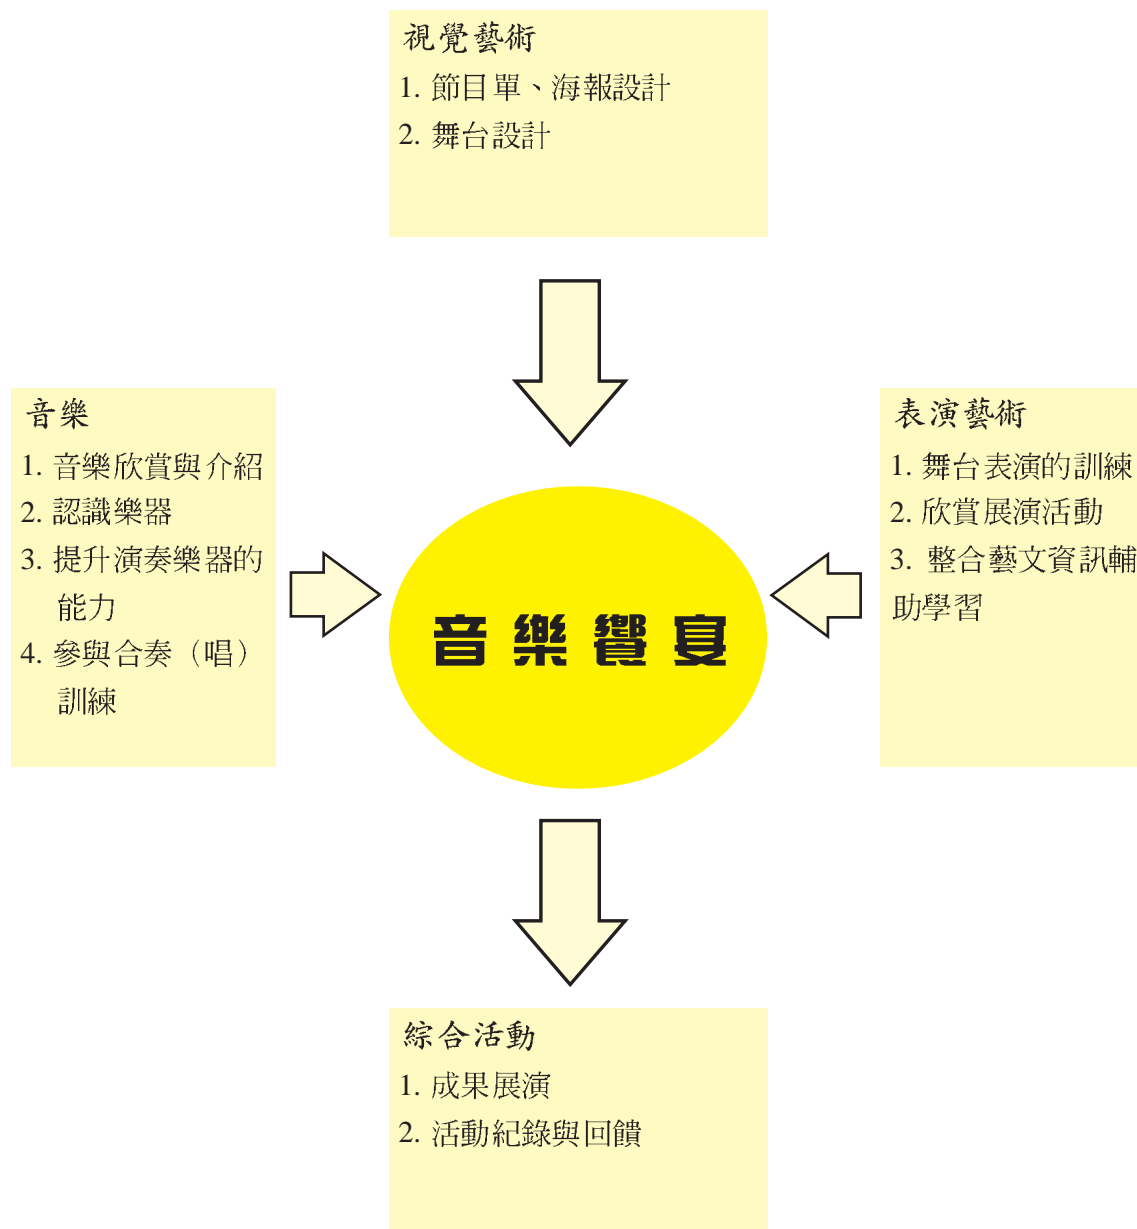 視覺藝術
1. 節目單、海報設計
2. 舞台設計
音樂
1. 音樂欣賞與介紹
2. 認識樂器
3. 提升演奏樂器的
能力
4. 參與合奏（唱）
訓練
音樂饗宴
表演藝術
1. 舞台表演的訓練
2. 欣賞展演活動
3. 整合藝文資訊輔
助學習
綜合活動
1. 成果展演
2. 活動紀錄與回饋